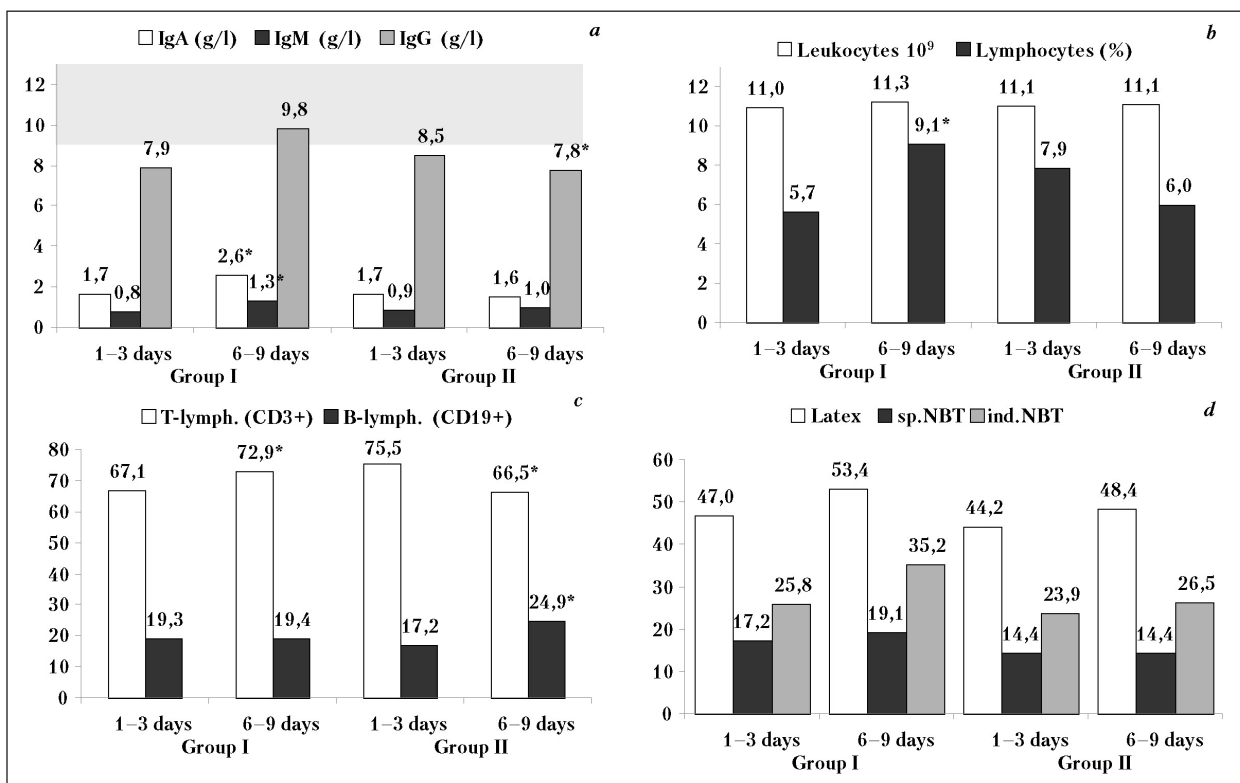 IgA (g/l) IgM (g/l) IgG (g/l) a
12
10
8
6
4
2
0
1,7 0,8 7,9
2,6* 1,3* 9,8
1,7 0,9 8,5
1,6 1,0 7,8*
1–3 days 6–9 days 1–3 days 6–9 days
Group I Group II
Leukocytes 10⁹ Lymphocytes (%) b
12
10
8
6
4
2
0
11,0 5,7
11,3 9,1*
11,1 7,9
11,1 6,0
1–3 days 6–9 days 1–3 days 6–9 days
Group I Group II
T-lymph. (CD3+) B-lymph. (CD19+) c
80
70
60
50
40
30
20
10
0
67,1 19,3
72,9* 19,4
75,5 17,2
66,5* 24,9*
1–3 days 6–9 days 1–3 days 6–9 days
Group I Group II
Latex sp.NBT ind.NBT d
60
50
40
30
20
10
0
47,0 17,2 25,8
53,4 19,1 35,2
44,2 14,4 23,9
48,4 14,4 26,5
1–3 days 6–9 days 1–3 days 6–9 days
Group I Group II